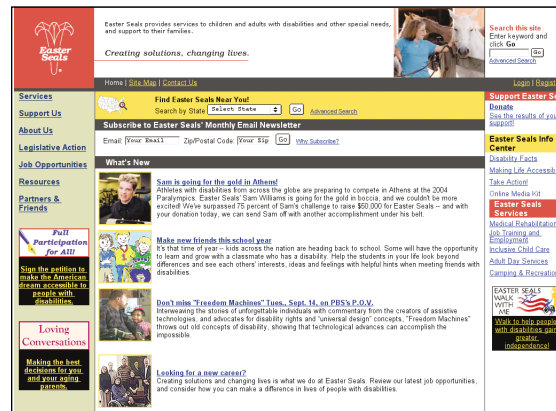 Easter
Seals
Easter Seals provides services to children and adults with disabilities and other special needs,
and support to their families.
Creating solutions, changing lives.
Search this site
Enter keyword and
click Go
Go
Advanced Search
Home | Site Map | Contact Us
Login | Regist
Services
Support Us
About Us
Legislative Action
Job Opportunities
Resources
Partners &
Friends
Full
Participation
for All!
Sign the petition to
make the American
dream accessible to
people with
disabilities.
Loving
Conversations
Making the best
decisions for you
and your aging
parents.
Find Easter Seals Near You!
Search by State Select State Go Advanced Search
Subscribe to Easter Seals' Monthly Email Newsletter
Email: Your Email Zip/Postal Code: Your Zip Go Why Subscribe?
What's New
Sam is going for the gold in Athens!
Athletes with disabilities from across the globe are preparing to compete in Athens at the 2004
Paralympics. Easter Seals' Sam Williams is going for the gold in boccia, and we couldn't be more
excited! We've surpassed 75 percent of Sam's challenge to raise $50,000 for Easter Seals -- and with
your donation today, we can send Sam off with another accomplishment under his belt.
Make new friends this school year
It's that time of year -- kids across the nation are heading back to school. Some will have the opportunity
to learn and grow with a classmate who has a disability. Help the students in your life look beyond
differences and see each others' interests, ideas and feelings with helpful hints when meeting friends with
disabilities.
Don't miss "Freedom Machines" Tues., Sept. 14, on PBS's P.O.V.
Interweaving the stories of unforgettable individuals with commentary from the creators of assistive
technologies, and advocates for disability rights and "universal design" concepts, "Freedom Machines"
throws out old concepts of disability, showing that technological advances can accomplish the
impossible.
Looking for a new career?
Creating solutions and changing lives is what we do at Easter Seals. Review our latest job opportunities,
and consider how you can make a difference in lives of people with disabilities.
Support Easter Se
Donate
See the results of you
support!
Easter Seals Info
Center
Disability Facts
Making Life Accessib
Take Action!
Online Media Kit
Easter Seals
Services
Medical Rehabilitation
Job Training and
Employment
Inclusive Child Care
Adult Day Services
Camping & Recreation
EASTER SEALS
WALK
WITH
ME
Walk to help people
with disabilities gain
greater
independence!